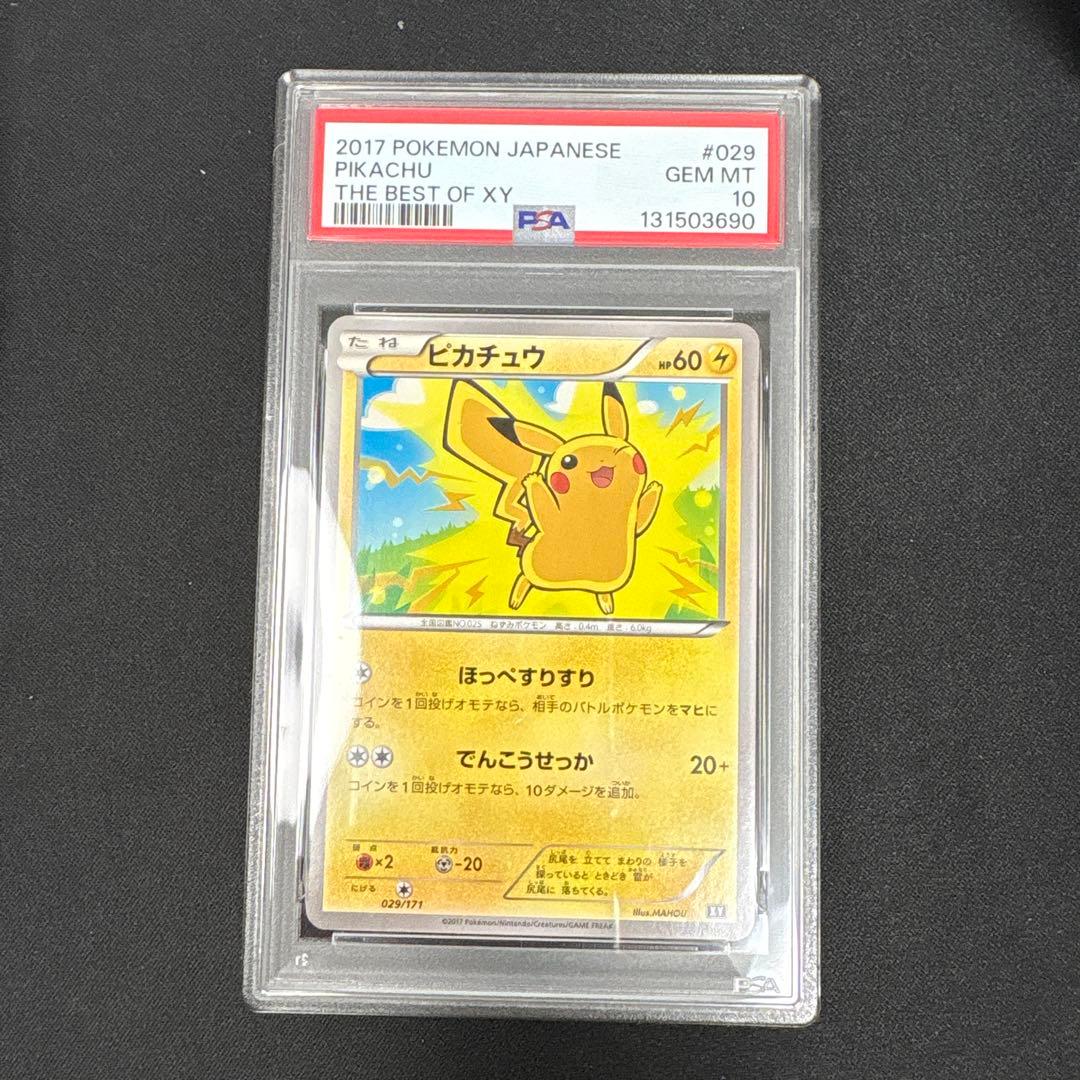 2017 POKEMON JAPANESE #029
PIKACHU GEM MT
THE BEST OF XY 10
PSA 131503690
たね ピカチュウ HP60
全国図鑑NO.025 ねずみポケモン 高さ:0.4m 重さ:6.0kg
ほっぺすりすり
コインを1回投げオモテなら、相手のバトルポケモンをマヒに
する。
でんこうせっか 20+
コインを1回投げオモテなら、10ダメージを追加。
弱点 抵抗力
×2 -20
にげる
029/171
尻尾を 立てて まわりの 様子を
探っていると ときどき 雷が
尻尾に 落ちてくる。
Illus.MAHOU XY
©2017 Pokémon/Nintendo/Creatures/GAME FREAK
PSA